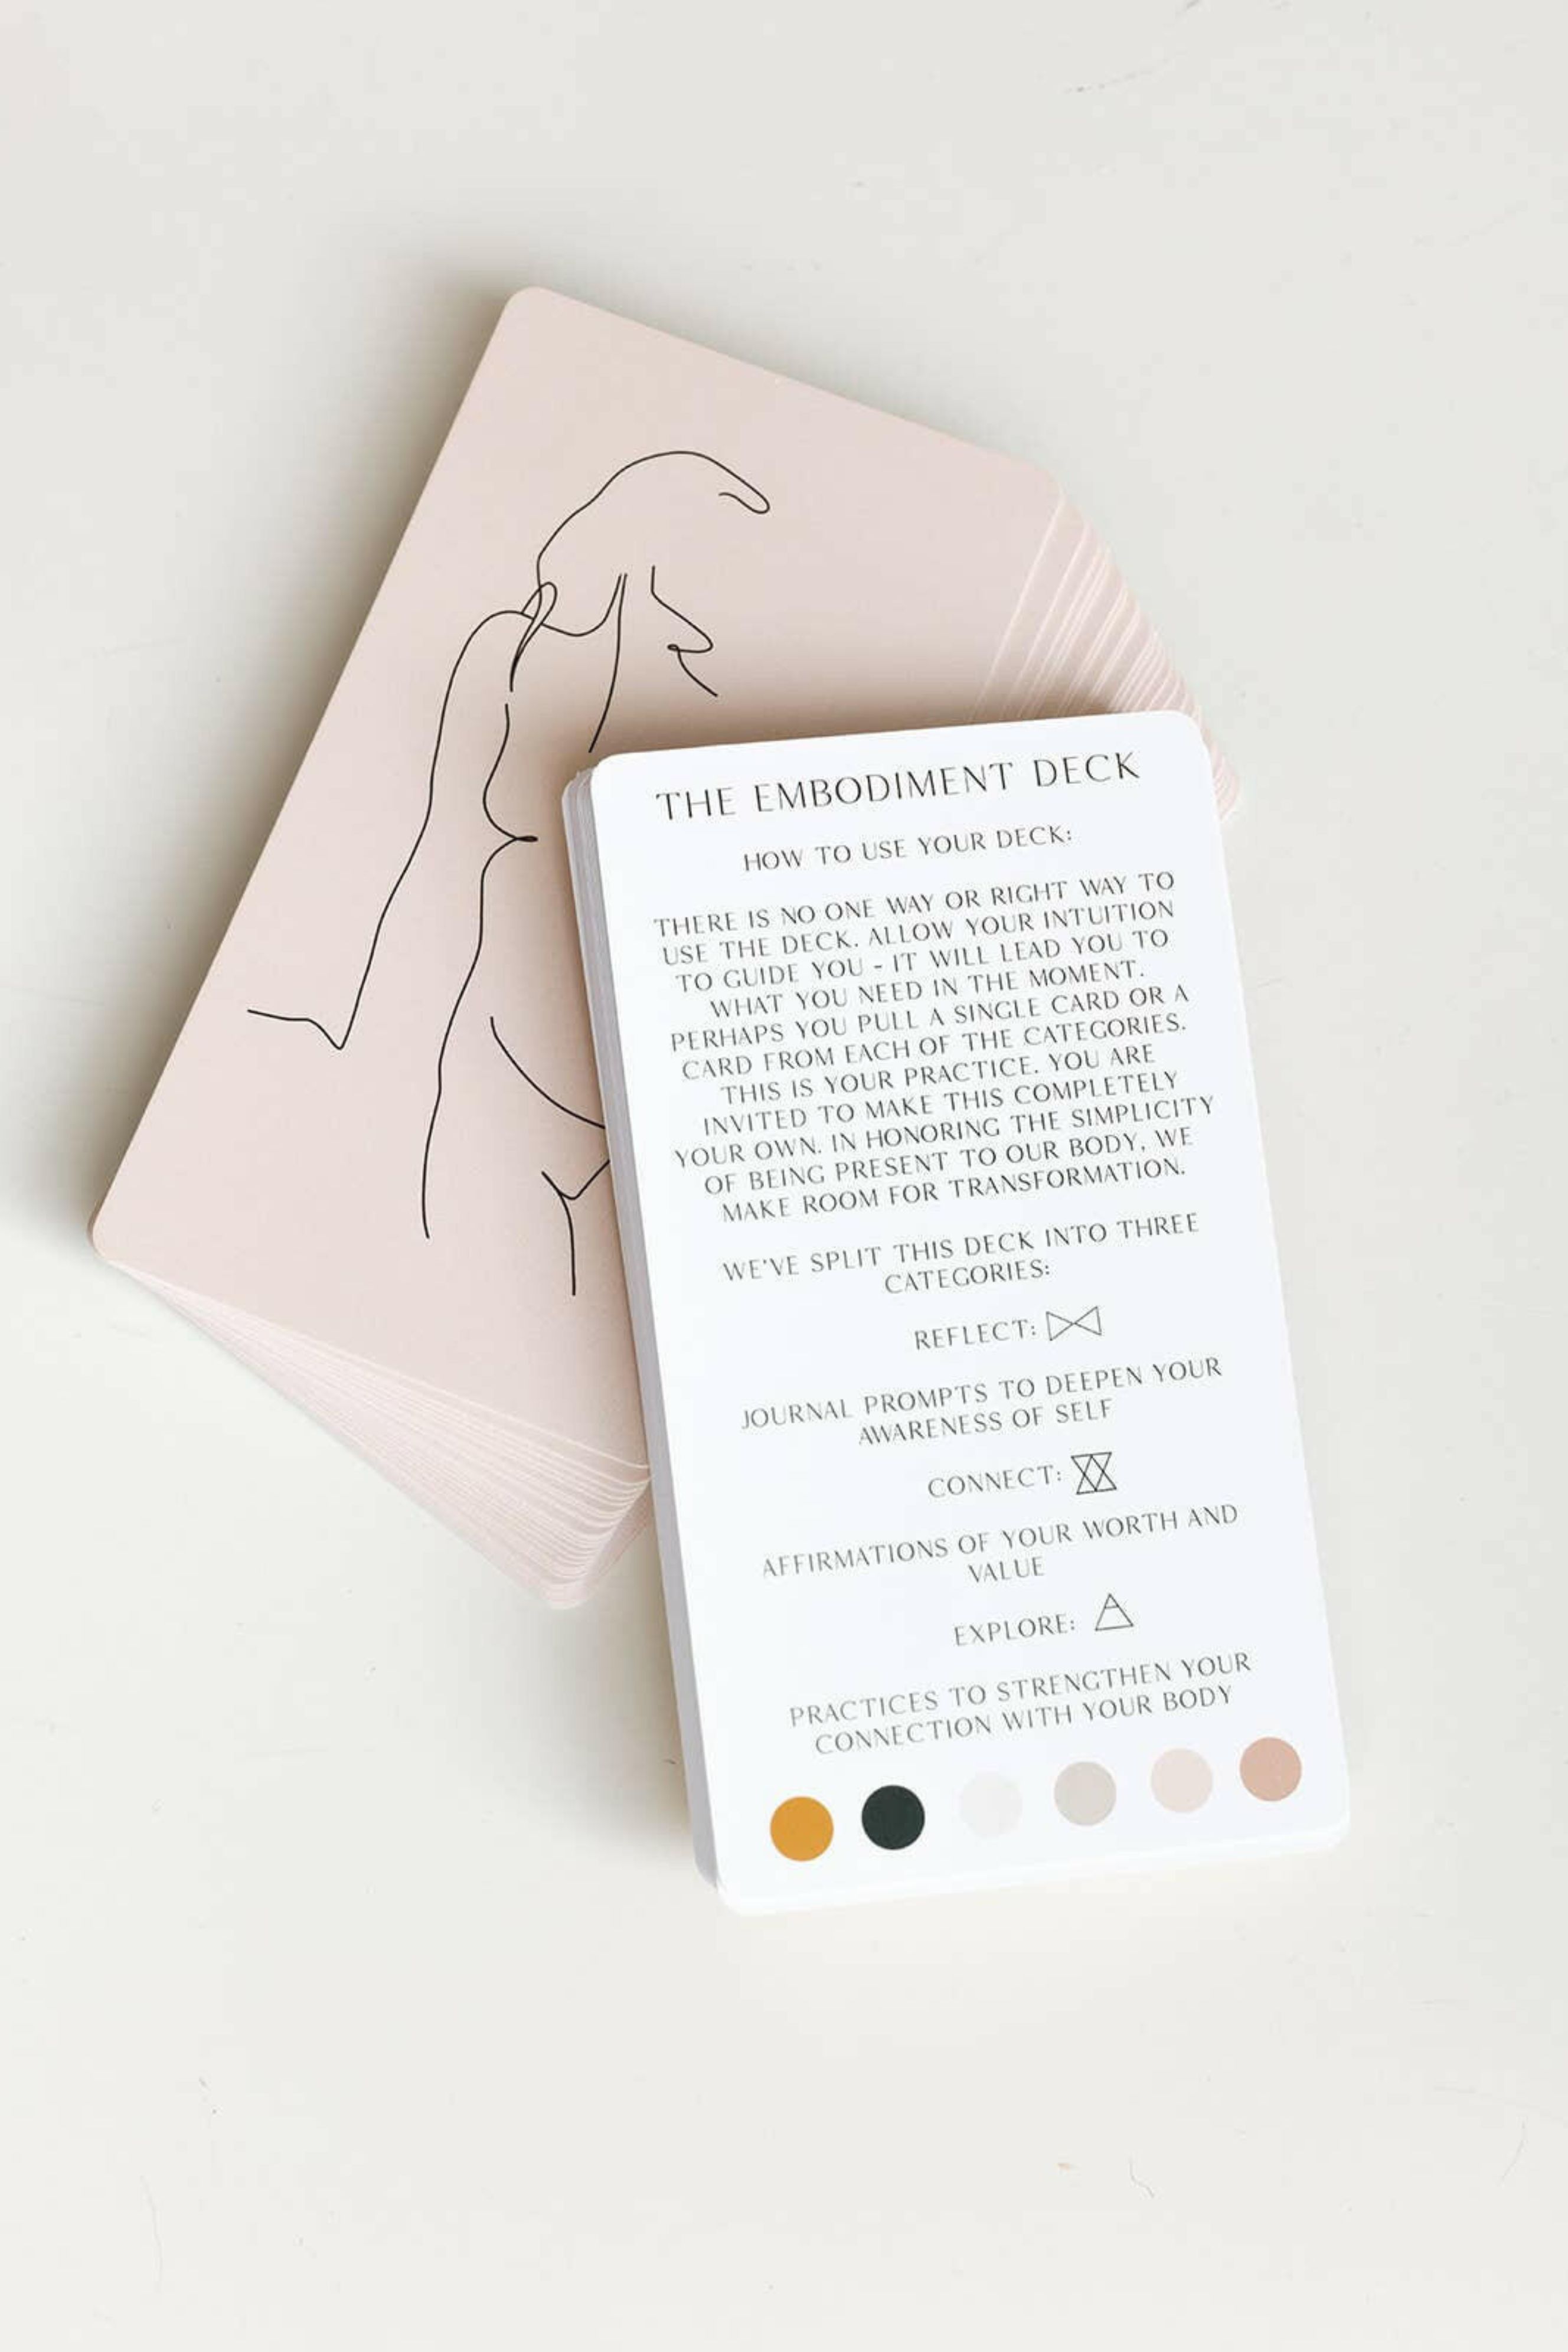 THE EMBODIMENT DECK
HOW TO USE YOUR DECK:
THERE IS NO ONE WAY OR RIGHT WAY TO
USE THE DECK. ALLOW YOUR INTUITION
TO GUIDE YOU - IT WILL LEAD YOU TO
WHAT YOU NEED IN THE MOMENT.
PERHAPS YOU PULL A SINGLE CARD OR A
CARD FROM EACH OF THE CATEGORIES.
THIS IS YOUR PRACTICE. YOU ARE
INVITED TO MAKE THIS COMPLETELY
YOUR OWN. IN HONORING THE SIMPLICITY
OF BEING PRESENT TO OUR BODY, WE
MAKE ROOM FOR TRANSFORMATION.
WE'VE SPLIT THIS DECK INTO THREE
CATEGORIES:
REFLECT:
JOURNAL PROMPTS TO DEEPEN YOUR
AWARENESS OF SELF
CONNECT:
AFFIRMATIONS OF YOUR WORTH AND
VALUE
EXPLORE:
PRACTICES TO STRENGTHEN YOUR
CONNECTION WITH YOUR BODY